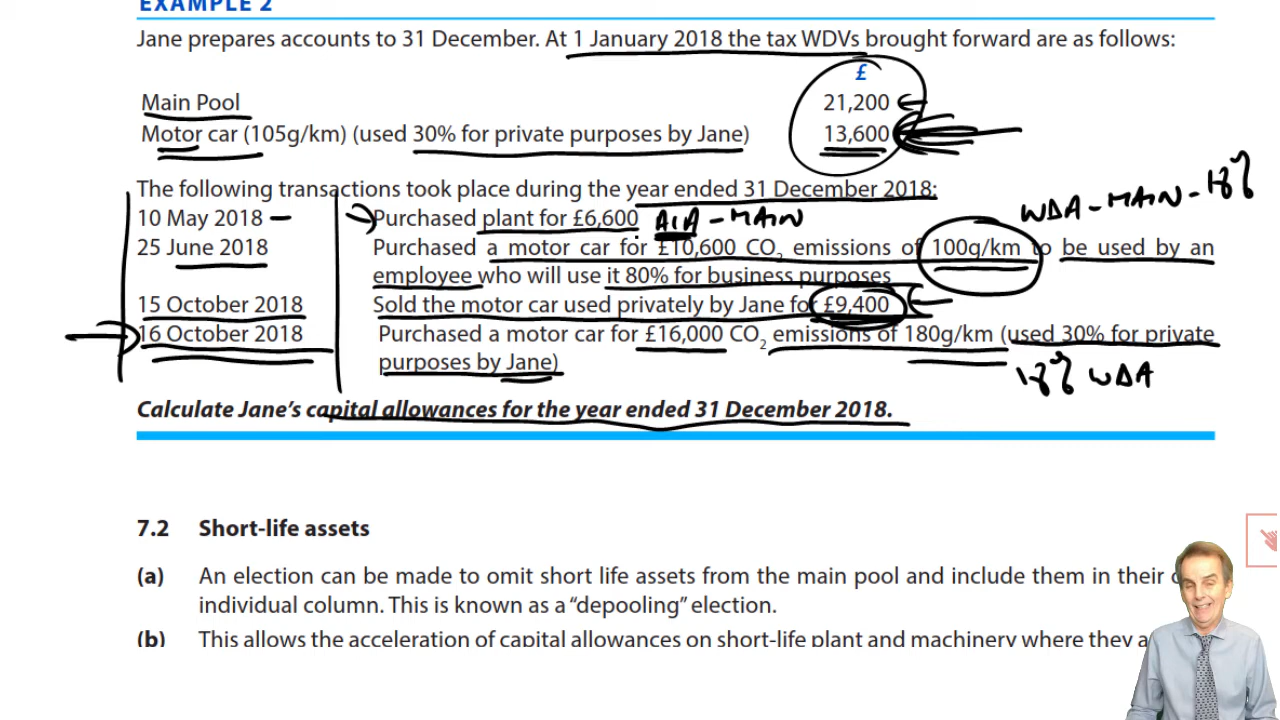 EXAMPLE 2
Jane prepares accounts to 31 December. At 1 January 2018 the tax WDVs brought forward are as follows:
£
Main Pool 21,200
Motor car (105g/km) (used 30% for private purposes by Jane) 13,600
The following transactions took place during the year ended 31 December 2018:
WDA - MAIN - 18%
10 May 2018 Purchased plant for £6,600 AIA - MAIN
25 June 2018 Purchased a motor car for £10,600 CO2 emissions of 100g/km to be used by an
employee who will use it 80% for business purposes
15 October 2018 Sold the motor car used privately by Jane for £9,400
16 October 2018 Purchased a motor car for £16,000 CO2 emissions of 180g/km (used 30% for private
purposes by Jane)
18% WDA
Calculate Jane's capital allowances for the year ended 31 December 2018.
7.2 Short-life assets
(a) An election can be made to omit short life assets from the main pool and include them in their
individual column. This is known as a “depooling” election.
(b) This allows the acceleration of capital allowances on short-life plant and machinery where they